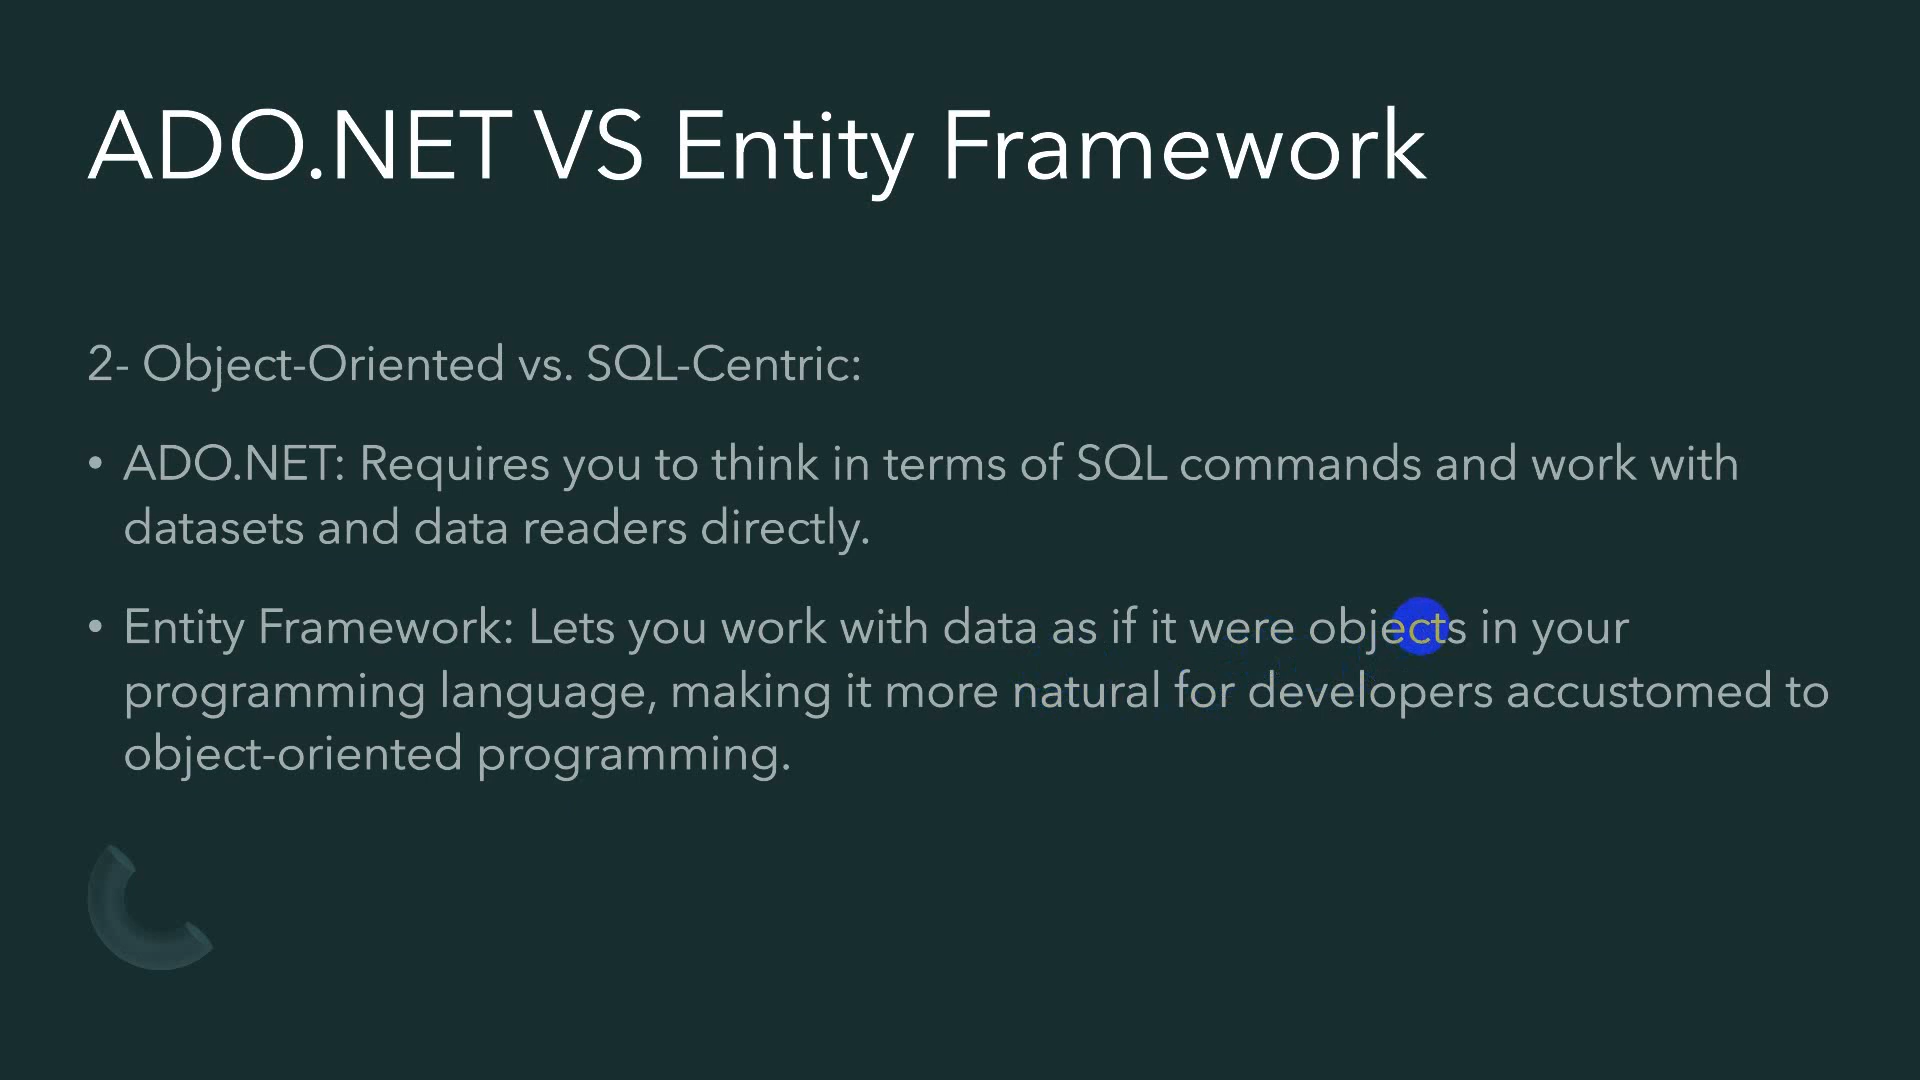 ADO.NET VS Entity Framework
2- Object-Oriented vs. SQL-Centric:
• ADO.NET: Requires you to think in terms of SQL commands and work with
datasets and data readers directly.
• Entity Framework: Lets you work with data as if it were objects in your
programming language, making it more natural for developers accustomed to
object-oriented programming.